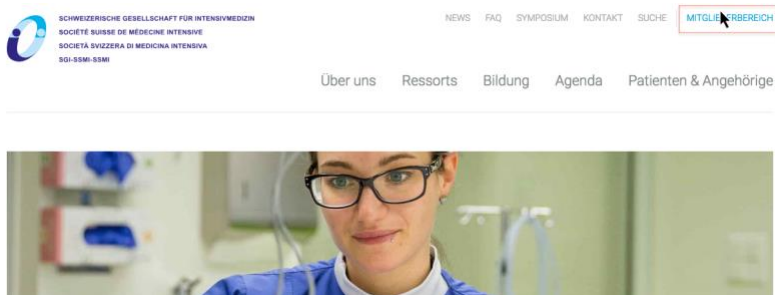 SCHWEIZERISCHE GESELLSCHAFT FÜR INTENSIVMEDIZIN
SOCIÉTÉ SUISSE DE MÉDECINE INTENSIVE
SOCIETÀ SVIZZERA DI MEDICINA INTENSIVA
SGI-SSMI-SSMI
NEWS FAQ SYMPOSIUM KONTAKT SUCHE MITGLIEDERBEREICH
Über uns Ressorts Bildung Agenda Patienten & Angehörige